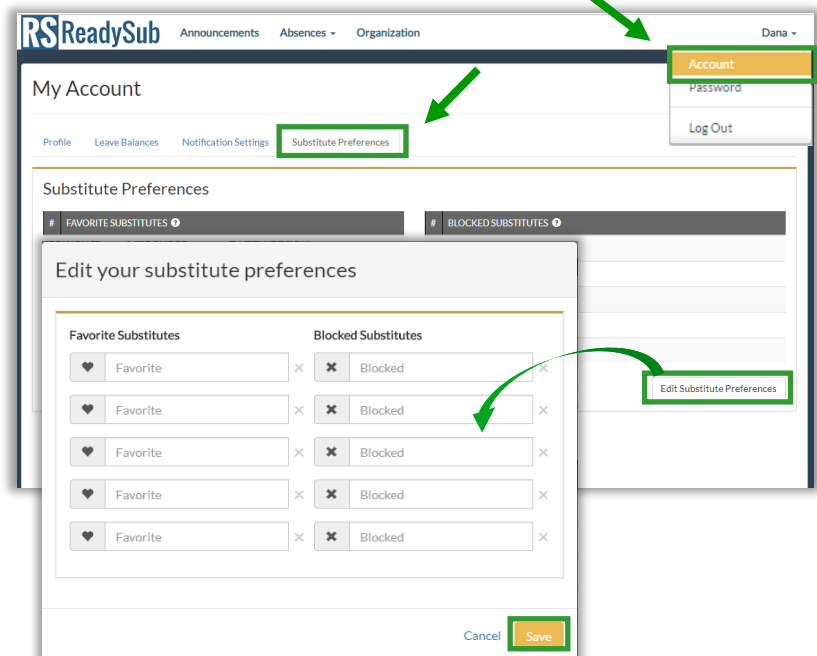 RS ReadySub Announcements Absences Organization Dana
Account
Password
Log Out
My Account
Profile Leave Balances Notification Settings Substitute Preferences
Substitute Preferences
# FAVORITE SUBSTITUTES # BLOCKED SUBSTITUTES
Edit your substitute preferences
Favorite Substitutes Blocked Substitutes
Favorite Blocked
Favorite Blocked
Favorite Blocked
Favorite Blocked
Favorite Blocked
Edit Substitute Preferences
Cancel Save